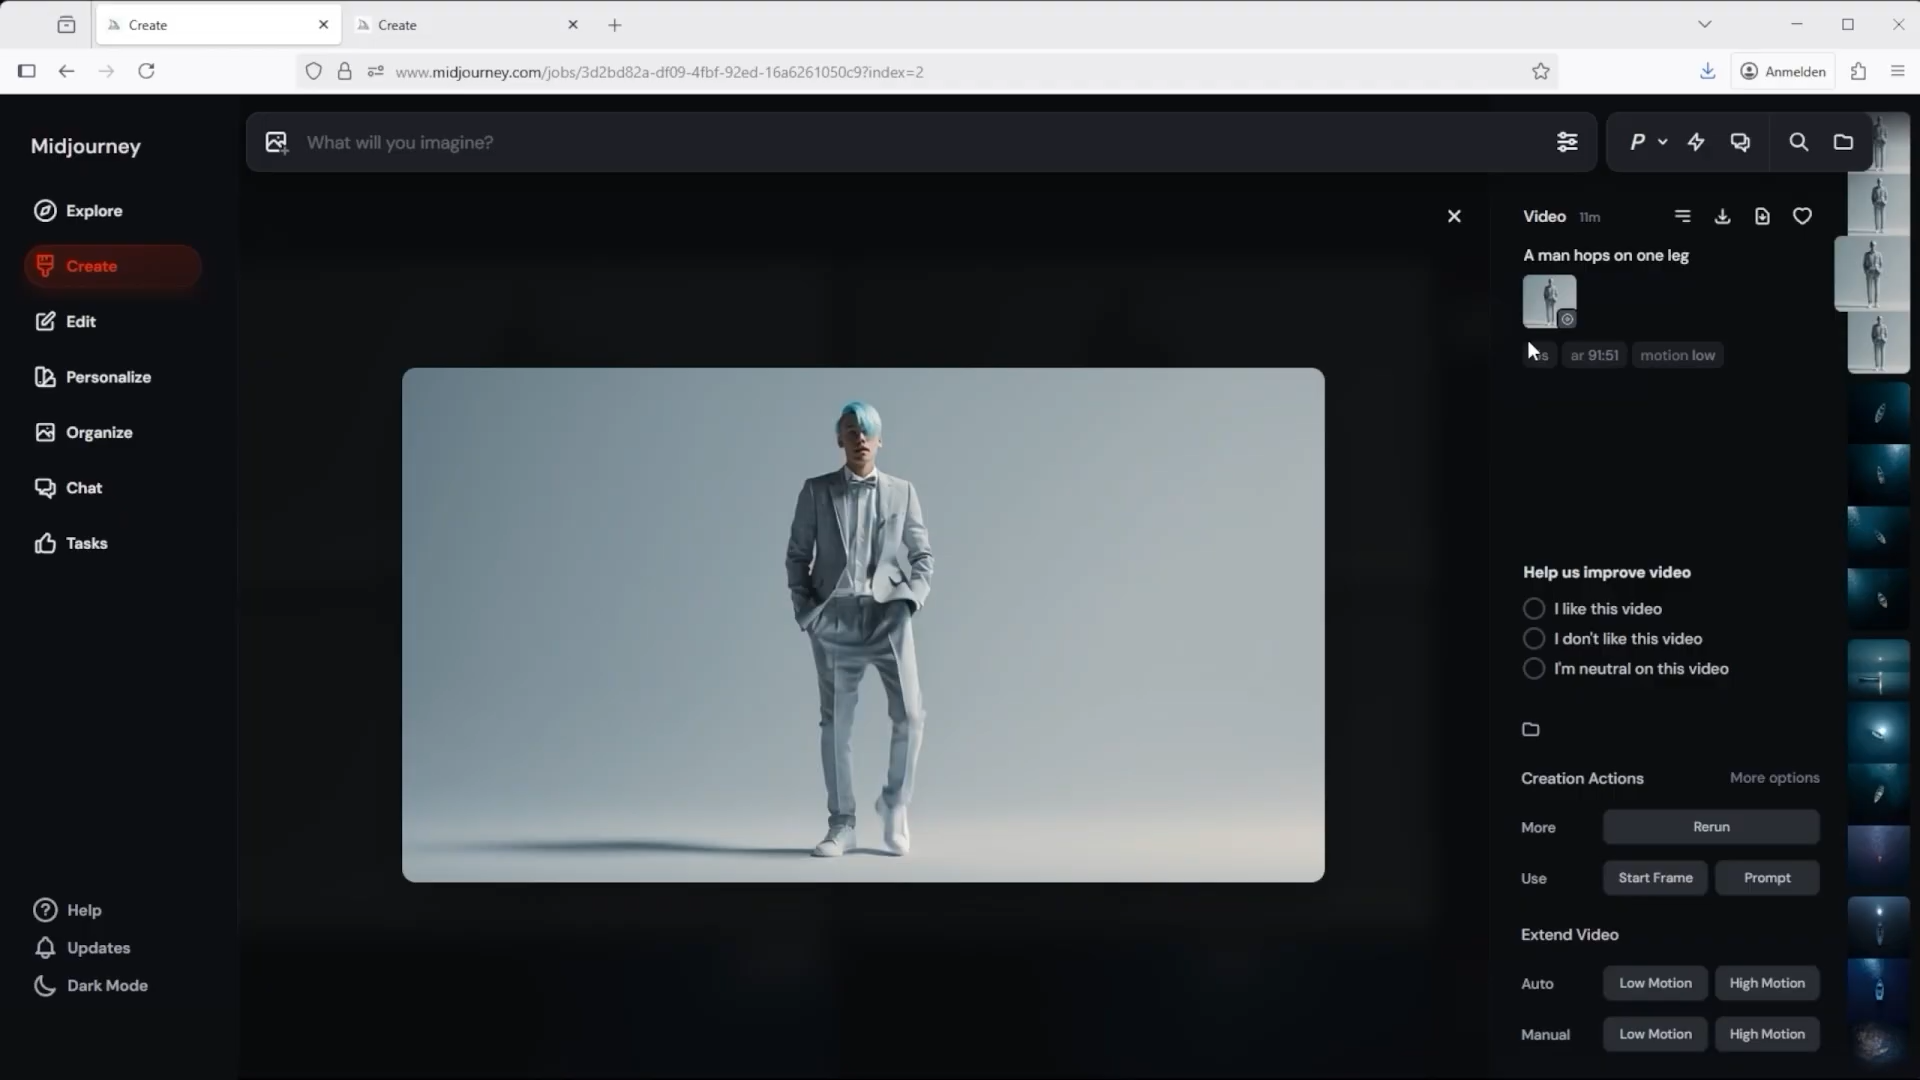 Create
Create
www.midjourney.com/jobs/3d2bd82a-df09-4fbf-92ed-16a6261050c9?index=2
Anmelden
Midjourney
What will you imagine?
Explore
Create
Edit
Personalize
Organize
Chat
Tasks
Help
Updates
Dark Mode
Video 11m
A man hops on one leg
ar 91:51 motion low
Help us improve video
I like this video
I don't like this video
I'm neutral on this video
Creation Actions More options
More Rerun
Use Start Frame Prompt
Extend Video
Auto Low Motion High Motion
Manual Low Motion High Motion